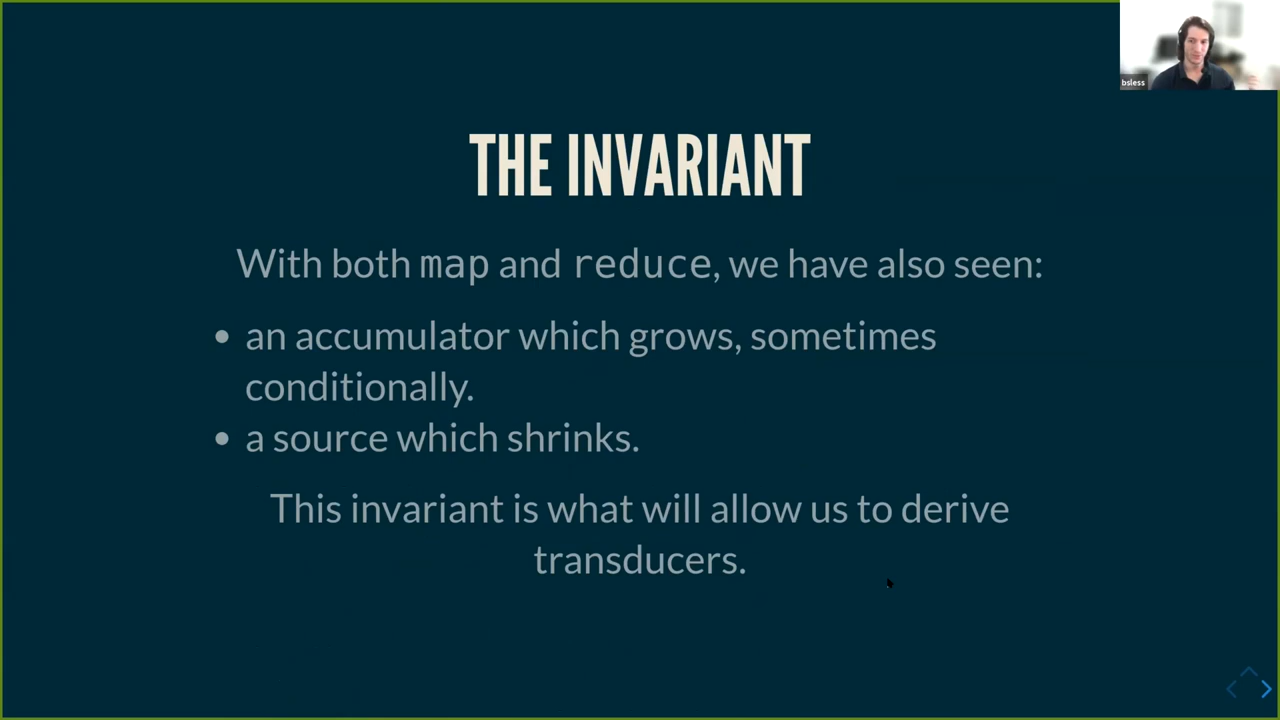 bsless
THE INVARIANT
With both map and reduce, we have also seen:
• an accumulator which grows, sometimes
conditionally.
• a source which shrinks.
This invariant is what will allow us to derive
transducers.